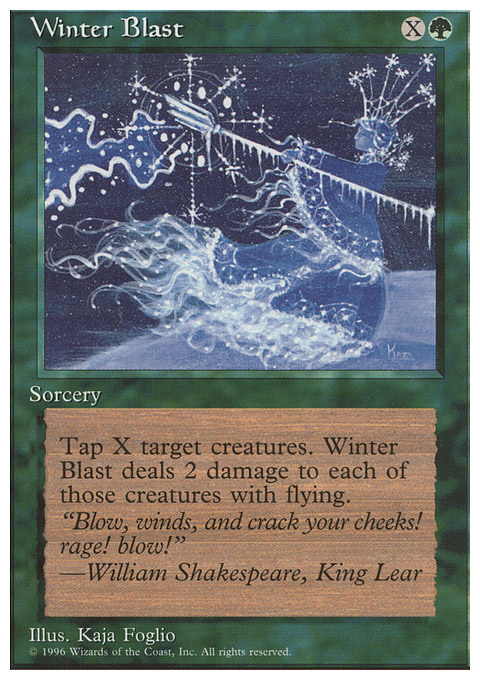 Winter Blast X
Kaja
Sorcery
Tap X target creatures. Winter
Blast deals 2 damage to each of
those creatures with flying.
“Blow, winds, and crack your cheeks!
rage! blow!”
—William Shakespeare, King Lear
Illus. Kaja Foglio
© 1996 Wizards of the Coast, Inc. All rights reserved.